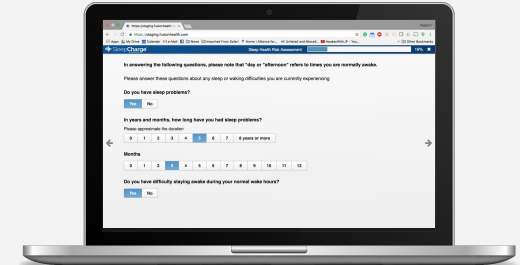 https://staging.fusionhealth.com
SleepCharge
Sleep Health Risk Assessment
19%
In answering the following questions, please note that "day or "afternoon" refers to times you are normally awake.
Please answer these questions about any sleep or waking difficulties you are currently experiencing
Do you have sleep problems?
Yes No
In years and months, how long have you had sleep problems?
Please approximate the duration
0 1 2 3 4 5 6 7 8 years or more
Months
0 1 2 3 4 5 6 7 8 9 10 11 12
Do you have difficulty staying awake during your normal wake hours?
Yes No